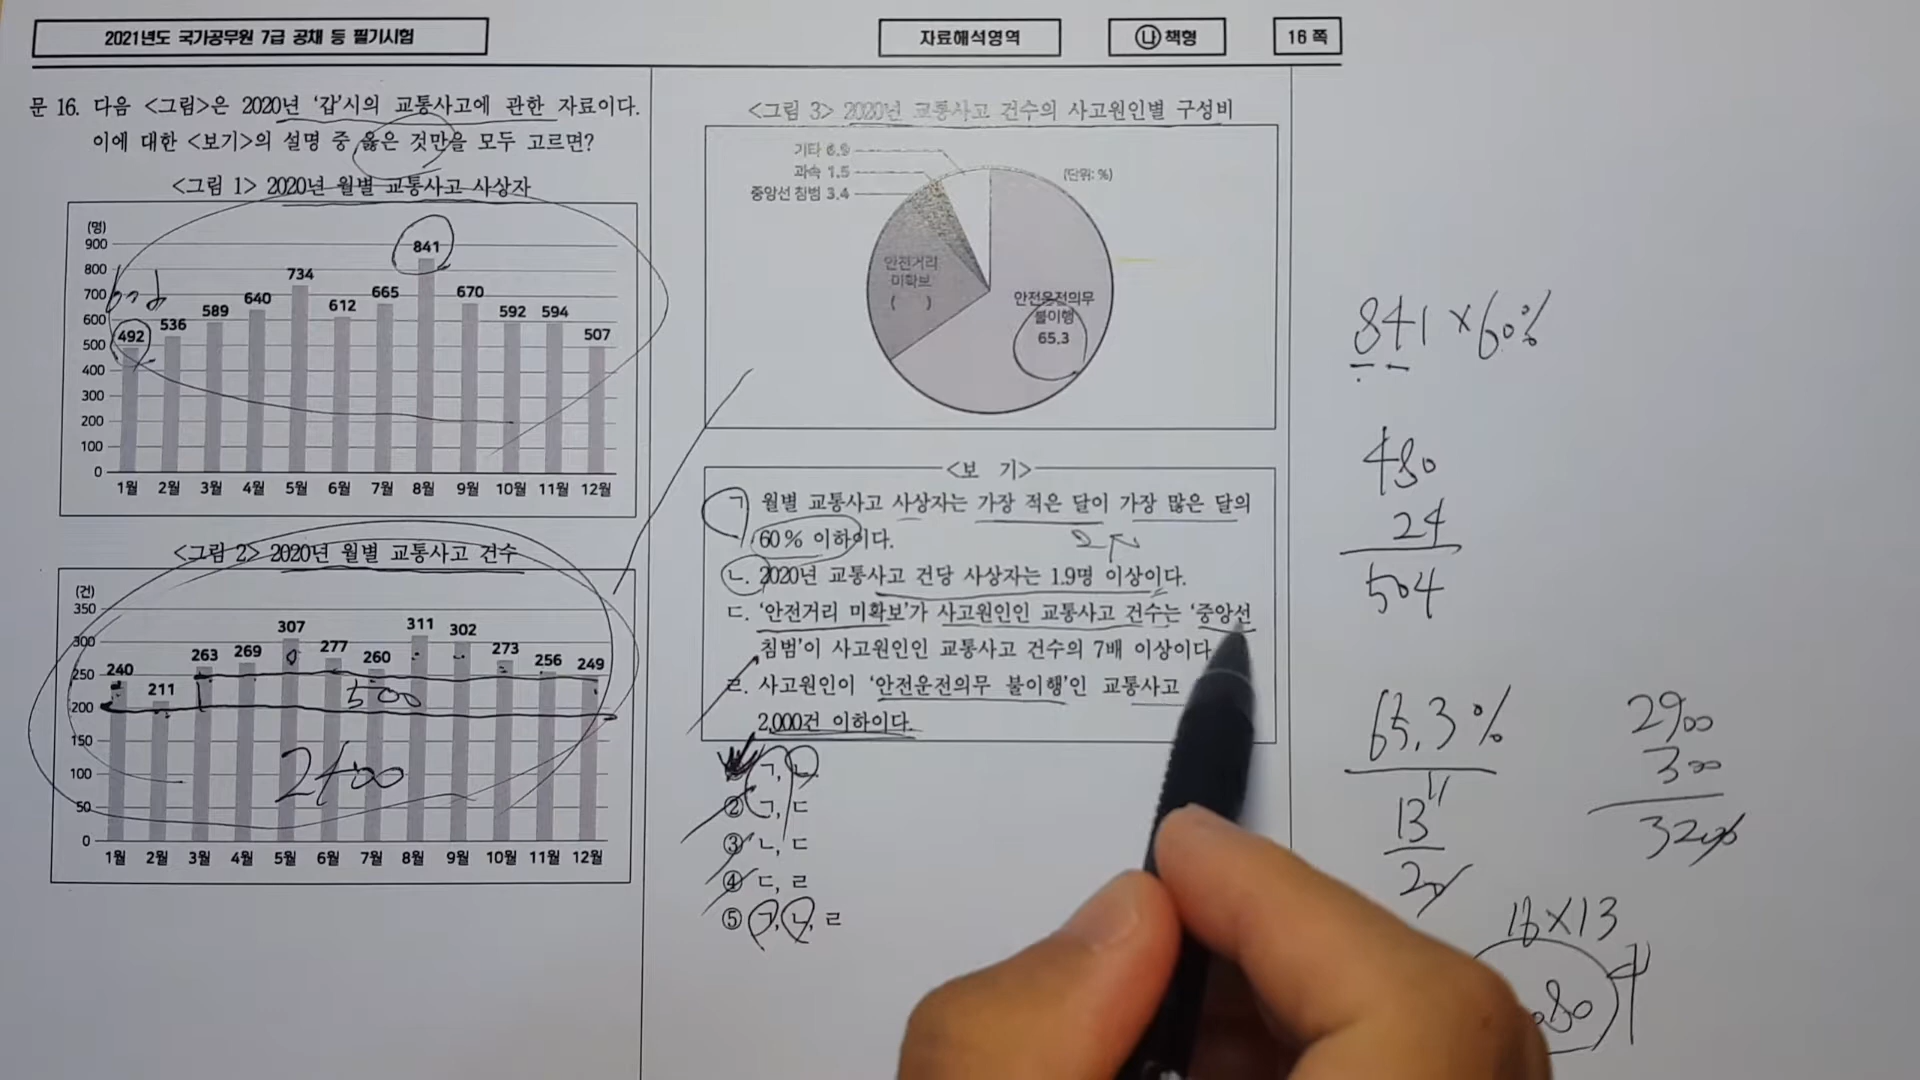 2021년도 국가공무원 7급 공채 등 필기시험
자료해석영역
나 책형
16 쪽
문 16. 다음 <그림>은 2020년 '갑'시의 교통사고에 관한 자료이다.
이에 대한 <보기>의 설명 중 옳은 것만을 모두 고르면?
<그림 1> 2020년 월별 교통사고 사상자
(명)
900
800
700
600
500
400
300
200
100
0
492
536
589
640
734
612
665
841
670
592
594
507
1월 2월 3월 4월 5월 6월 7월 8월 9월 10월 11월 12월
<그림 2> 2020년 월별 교통사고 건수
(건)
350
300
250
200
150
100
50
0
240
211
263
269
307
277
260
311
302
273
256
249
500
2400
1월 2월 3월 4월 5월 6월 7월 8월 9월 10월 11월 12월
<그림 3> 2020년 교통사고 건수의 사고원인별 구성비
(단위: %)
기타 6.9
과속 1.5
중앙선 침범 3.4
안전거리
미확보
( )
안전운전의무
불이행
65.3
<보 기>
ㄱ 월별 교통사고 사상자는 가장 적은 달이 가장 많은 달의
60% 이하이다.
ㄴ. 2020년 교통사고 건당 사상자는 1.9명 이상이다.
ㄷ. '안전거리 미확보'가 사고원인인 교통사고 건수는 '중앙선
침범'이 사고원인인 교통사고 건수의 7배 이상이다
ㄹ. 사고원인이 '안전운전의무 불이행'인 교통사고
2,000건 이하이다.
ㄱ, ㄴ
② ㄱ, ㄷ
③ ㄴ, ㄷ
④ ㄷ, ㄹ
⑤ ㄱ, ㄴ, ㄹ
841 × 60%
480
24
504
65.3%
13
20
2900
300
3200
16×13